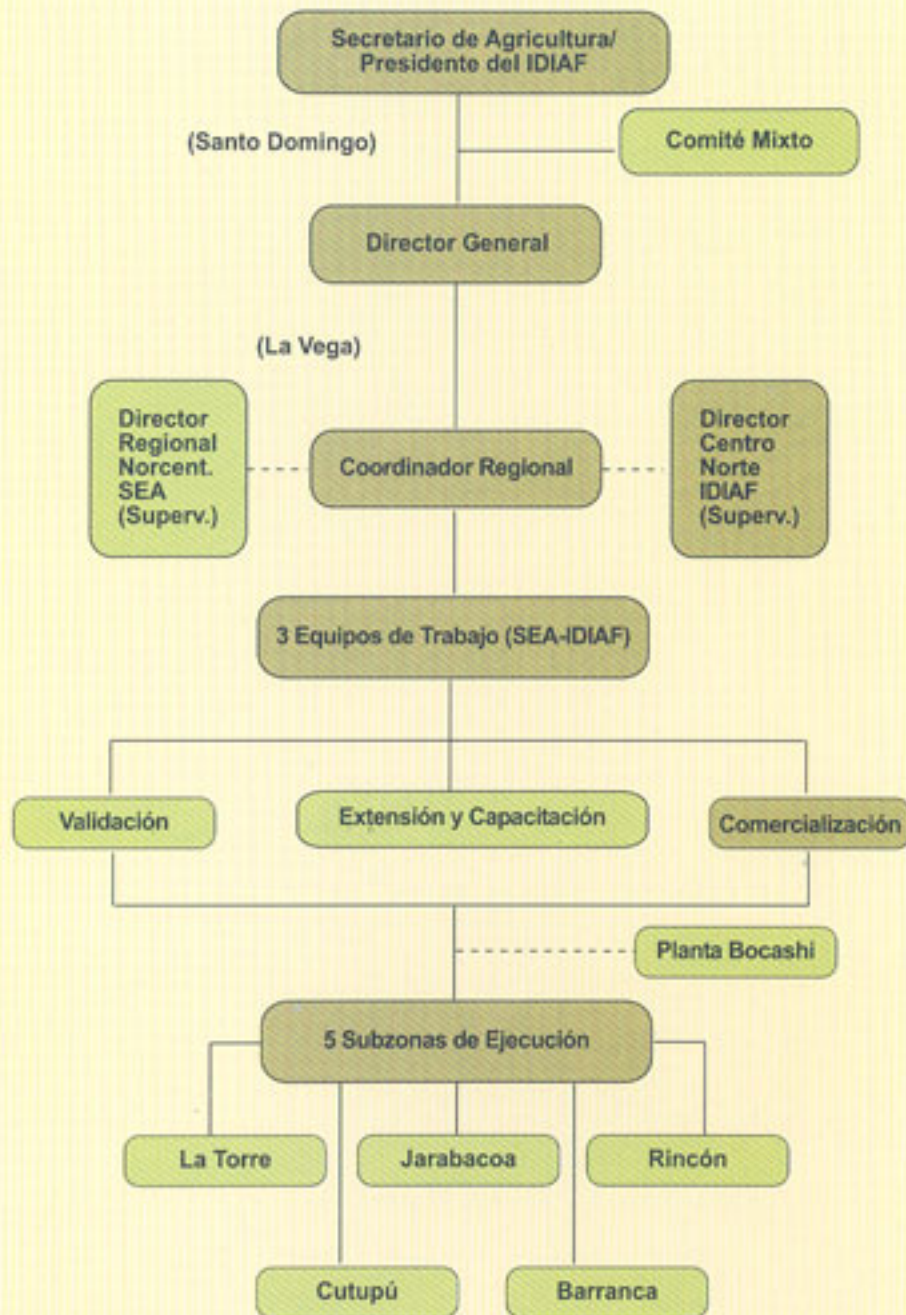 Secretario de Agricultura/
Presidente del IDIAF
(Santo Domingo)
Comité Mixto
Director General
(La Vega)
Director
Regional
Norcent.
SEA
(Superv.)
Coordinador Regional
Director
Centro
Norte
IDIAF
(Superv.)
3 Equipos de Trabajo (SEA-IDIAF)
Validación
Extensión y Capacitación
Comercialización
Planta Bocashi
5 Subzonas de Ejecución
La Torre
Jarabacoa
Rincón
Cutupú
Barranca